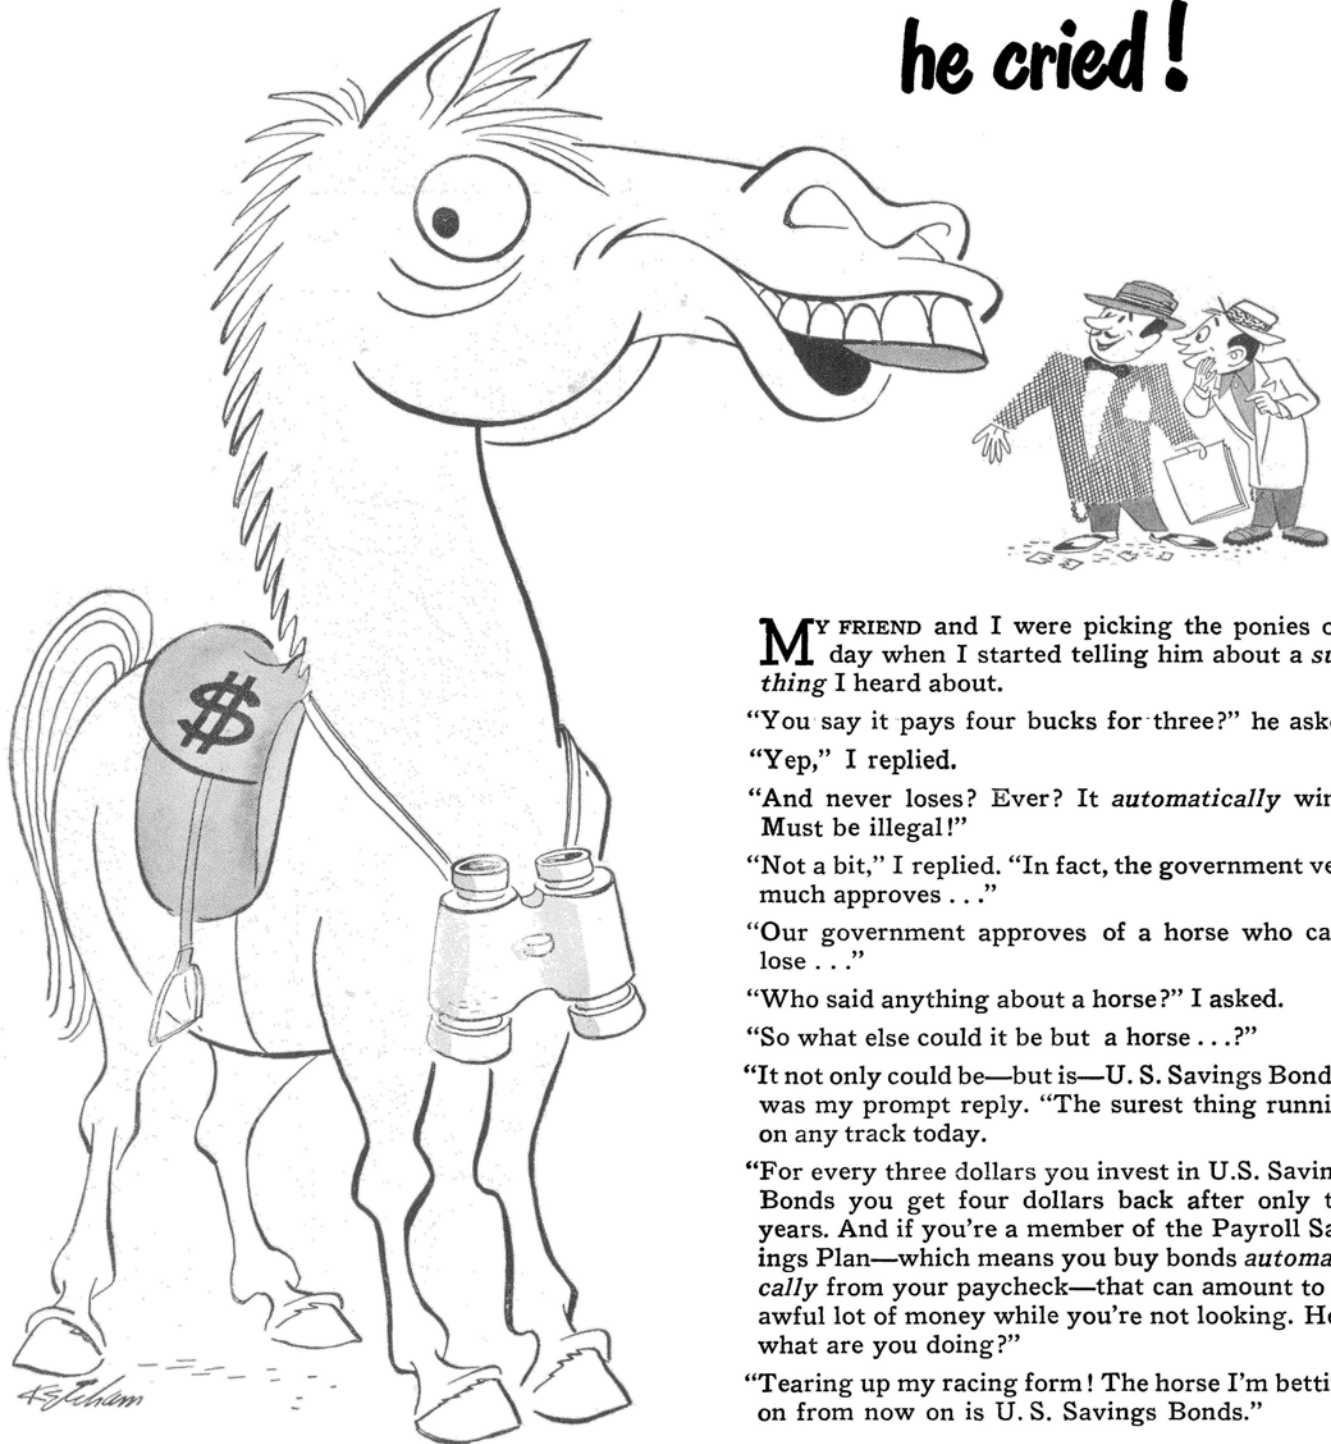 he cried!
$
MY FRIEND and I were picking the ponies o
day when I started telling him about a su
thing I heard about.
“You say it pays four bucks for three?” he aske
“Yep,” I replied.
“And never loses? Ever? It automatically win
Must be illegal!”
“Not a bit,” I replied. “In fact, the government ve
much approves . . .”
“Our government approves of a horse who ca
lose . . .”
“Who said anything about a horse?” I asked.
“So what else could it be but a horse . . .?”
“It not only could be—but is—U. S. Savings Bond
was my prompt reply. “The surest thing runni
on any track today.
“For every three dollars you invest in U.S. Savin
Bonds you get four dollars back after only t
years. And if you're a member of the Payroll Sa
ings Plan—which means you buy bonds automa
cally from your paycheck—that can amount to
awful lot of money while you're not looking. He
what are you doing?”
“Tearing up my racing form! The horse I'm betti
on from now on is U. S. Savings Bonds.”